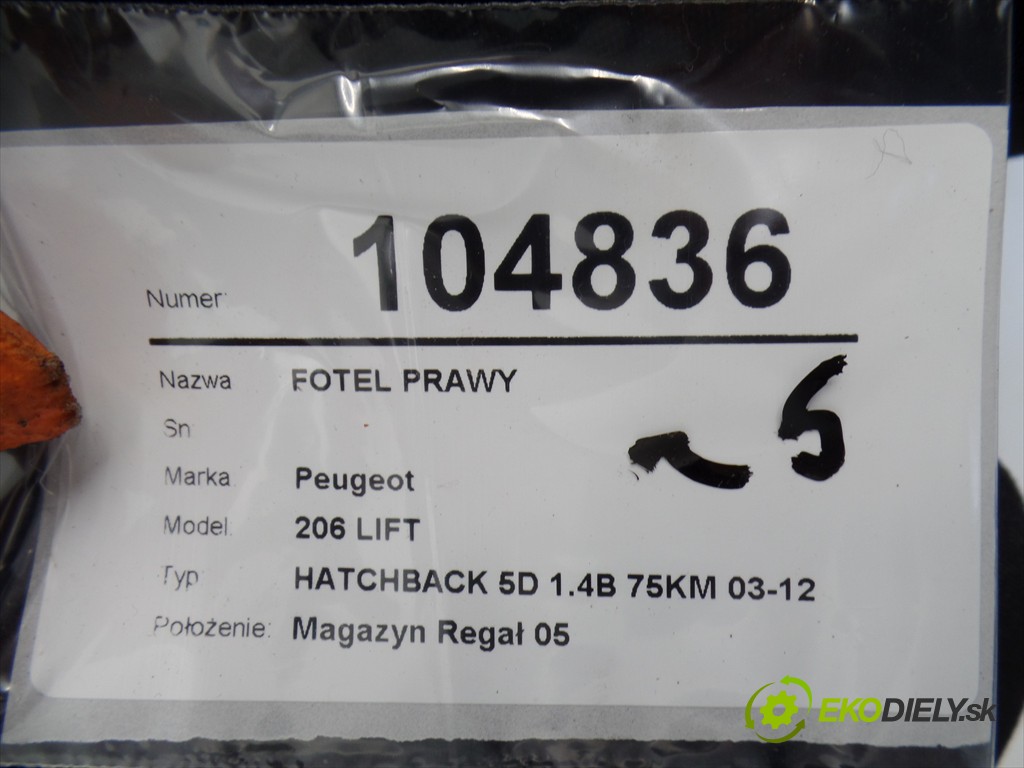 Numer: 104836
Nazwa FOTEL PRAWY
Sn
Marka Peugeot
Model. 206 LIFT
Typ HATCHBACK 5D 1.4B 75KM 03-12
Położenie: Magazyn Regał 05
EKODIELY.sk